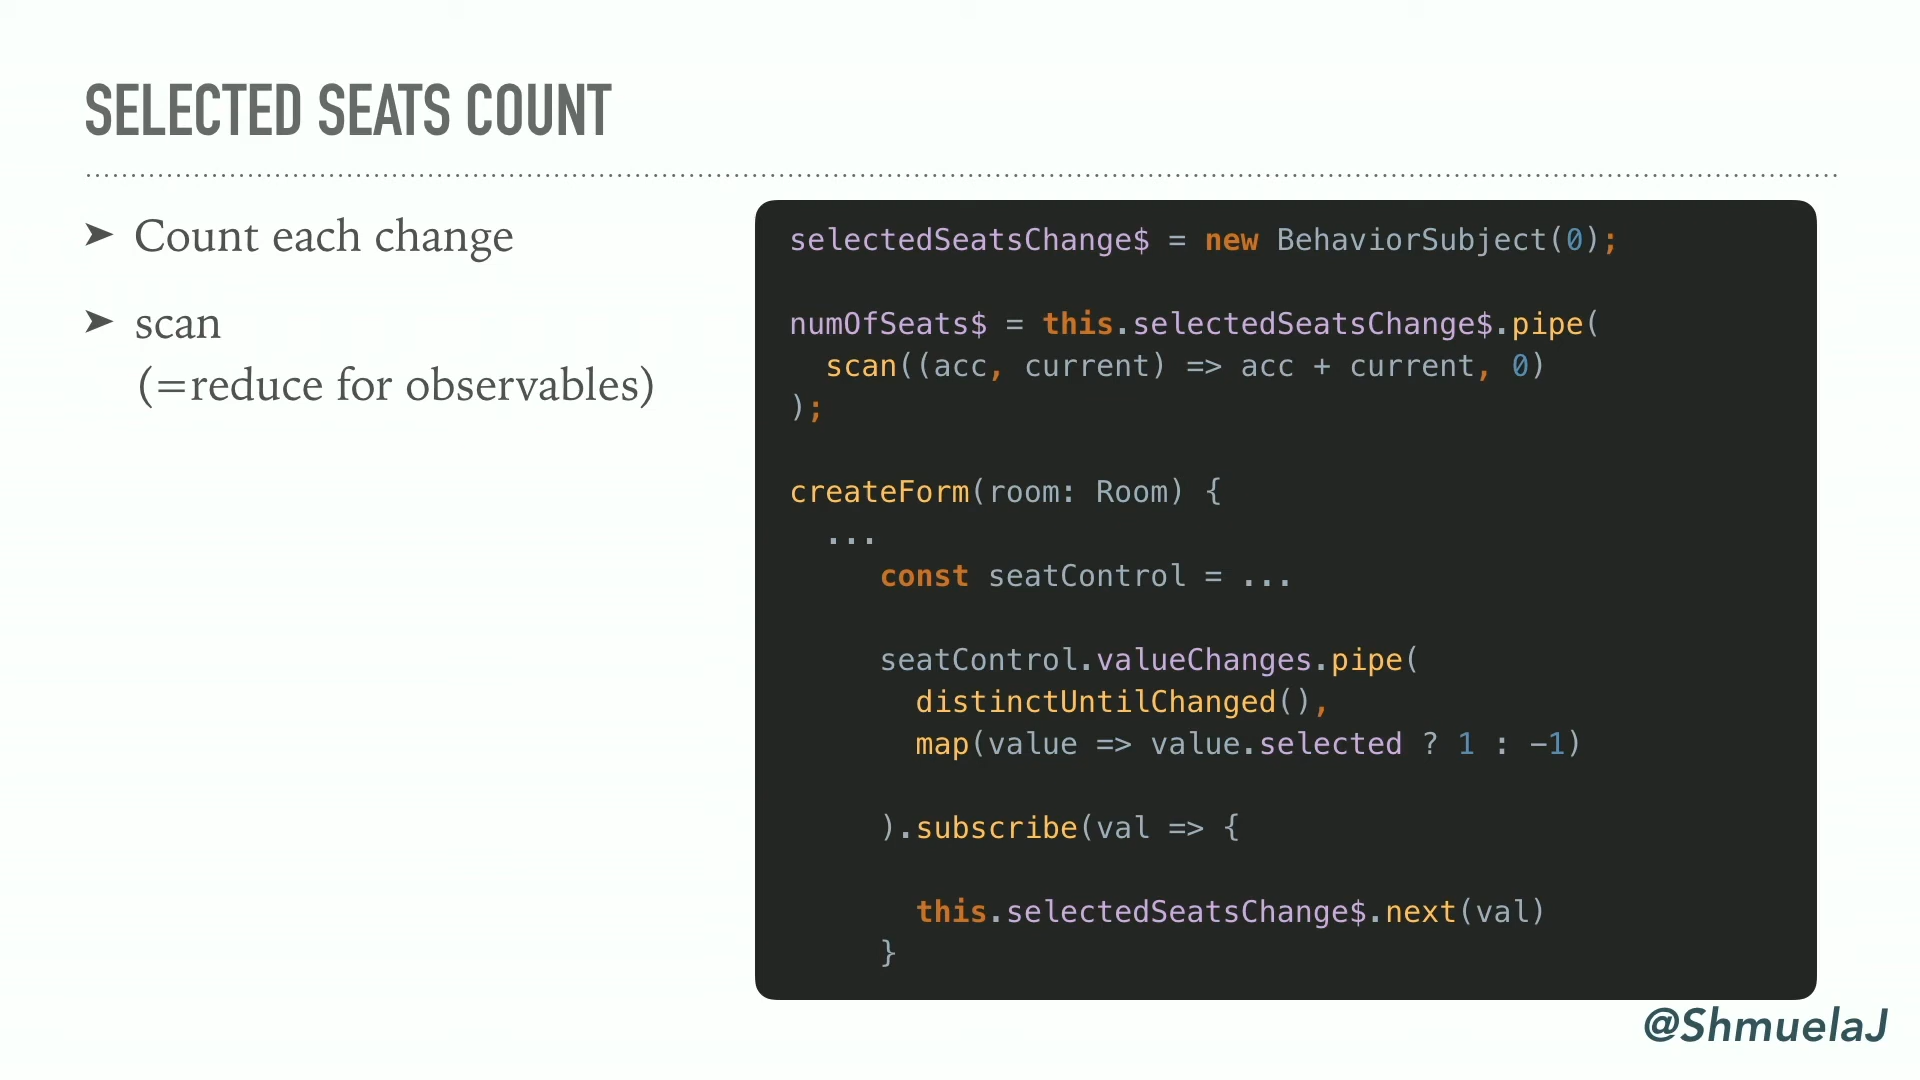 SELECTED SEATS COUNT
➤ Count each change
➤ scan
(=reduce for observables)
selectedSeatsChange$ = new BehaviorSubject(0);
numOfSeats$ = this.selectedSeatsChange$.pipe(
scan((acc, current) => acc + current, 0)
);
createForm(room: Room) {
...
const seatControl = ...
seatControl.valueChanges.pipe(
distinctUntilChanged(),
map(value => value.selected ? 1 : -1)
).subscribe(val => {
this.selectedSeatsChange$.next(val)
}
@ShmuelaJ